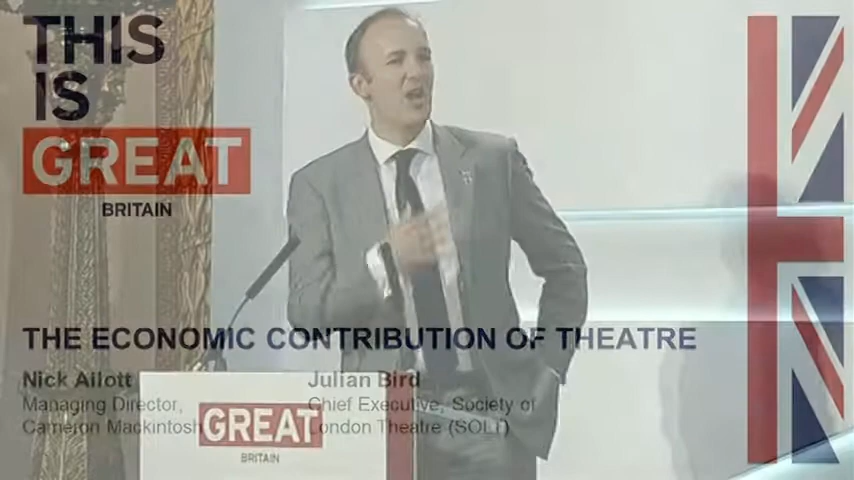 THIS
IS
GREAT
BRITAIN
THE ECONOMIC CONTRIBUTION OF THEATRE
Nick Allott
Managing Director,
Cameron Mackintosh
Julian Bird
Chief Executive, Society of
London Theatre (SOLT)
GREAT
BRITAIN